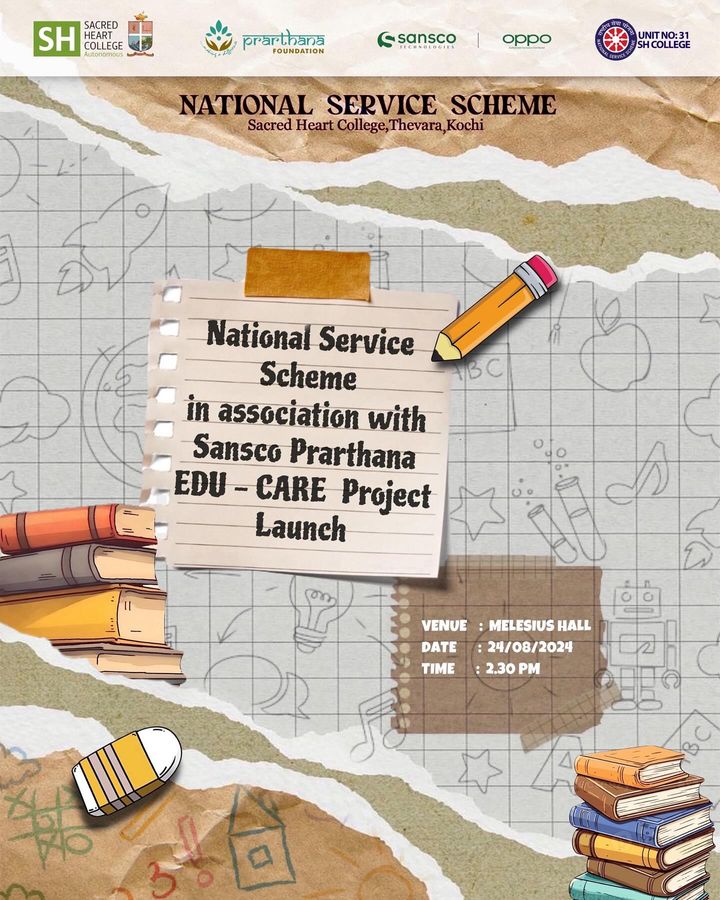 SH
SACRED
HEART
COLLEGE
Autonomous
prarthana
FOUNDATION
sansco
TECHNOLOGIES
oppo
UNIT NO: 31
SH COLLEGE
NATIONAL SERVICE SCHEME
Sacred Heart College,Thevara,Kochi
National Service
Scheme
in association with
Sansco Prarthana
EDU - CARE Project
Launch
ABC
VENUE : MELESIUS HALL
DATE : 24/08/2024
TIME : 2.30 PM
A
3!